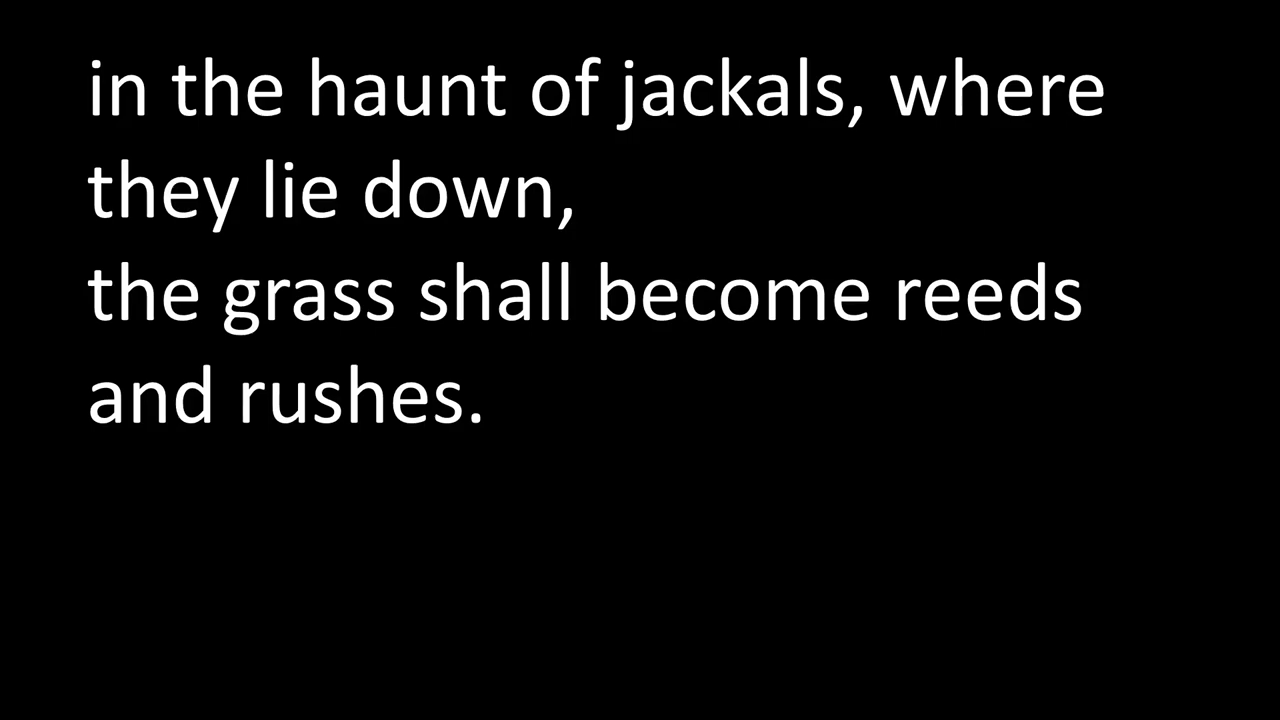 in the haunt of jackals, where
they lie down,
the grass shall become reeds
and rushes.